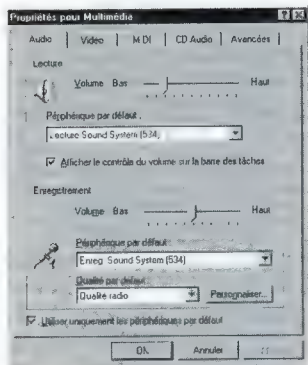 Propriétés pour Multimédia
Audio Video MIDI CD Audio Avancées
Lecture
Volume Bas Haut
Périphérique par défaut :
Lecture Sound System (534)
Afficher le contrôle du volume sur la barre des tâches
Enregistrement
Volume Bas Haut
Périphérique par défaut
Enreg. Sound System (534)
Qualité par défaut
Qualité radio Personnaliser...
Utiliser uniquement les périphériques par défaut
OK Annuler